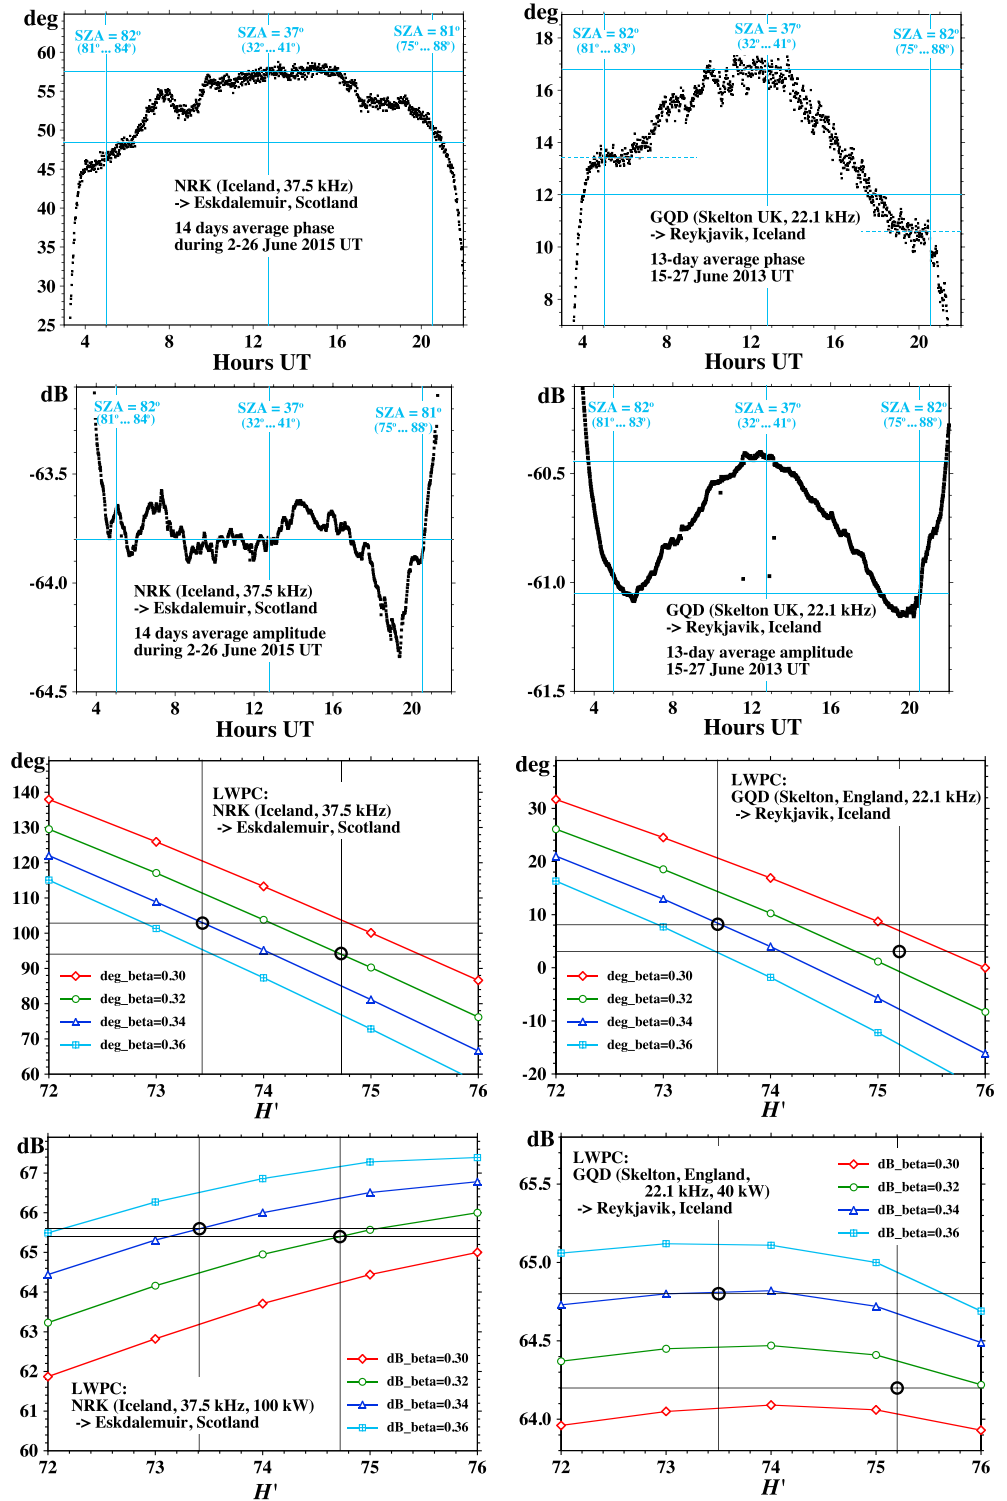 deg
SZA = 82°
(81°... 84°)
SZA = 37°
(32°... 41°)
SZA = 81°
(75°... 88°)
60
55
50
45
40
35
30
25
NRK (Iceland, 37.5 kHz)
-> Eskdalemuir, Scotland
14 days average phase
during 2-26 June 2015 UT
4 8 12 16 20
Hours UT
deg
SZA = 82°
(81°... 83°)
SZA = 37°
(32°... 41°)
SZA = 82°
(75°... 88°)
18
16
14
12
10
8
GQD (Skelton UK, 22.1 kHz)
-> Reykjavik, Iceland
13-day average phase
15-27 June 2013 UT
4 8 12 16 20
Hours UT
dB
SZA = 82°
(81°... 84°)
SZA = 37°
(32°... 41°)
SZA = 81°
(75°... 88°)
-63.5
-64.0
-64.5
NRK (Iceland, 37.5 kHz)
-> Eskdalemuir, Scotland
14 days average amplitude
during 2-26 June 2015 UT
4 8 12 16 20
Hours UT
dB
SZA = 82°
(81°... 83°)
SZA = 37°
(32°... 41°)
SZA = 82°
(75°... 88°)
-60.5
-61.0
-61.5
GQD (Skelton UK, 22.1 kHz)
-> Reykjavik, Iceland
13-day average amplitude
15-27 June 2013 UT
4 8 12 16 20
Hours UT
deg
140
130
120
110
100
90
80
70
60
LWPC:
NRK (Iceland, 37.5 kHz)
-> Eskdalemuir, Scotland
deg_beta=0.30
deg_beta=0.32
deg_beta=0.34
deg_beta=0.36
72 73 74 75 76
H'
deg
30
20
10
0
-10
-20
LWPC:
GQD (Skelton, England, 22.1 kHz)
-> Reykjavik, Iceland
deg_beta=0.30
deg_beta=0.32
deg_beta=0.34
deg_beta=0.36
72 73 74 75 76
H'
dB
67
66
65
64
63
62
61
60
dB_beta=0.30
dB_beta=0.32
dB_beta=0.34
dB_beta=0.36
LWPC:
NRK (Iceland, 37.5 kHz, 100 kW)
-> Eskdalemuir, Scotland
72 73 74 75 76
H'
dB
65.5
65.0
64.5
64.0
LWPC:
GQD (Skelton, England,
22.1 kHz, 40 kW)
-> Reykjavik, Iceland
dB_beta=0.30
dB_beta=0.32
dB_beta=0.34
dB_beta=0.36
72 73 74 75 76
H'